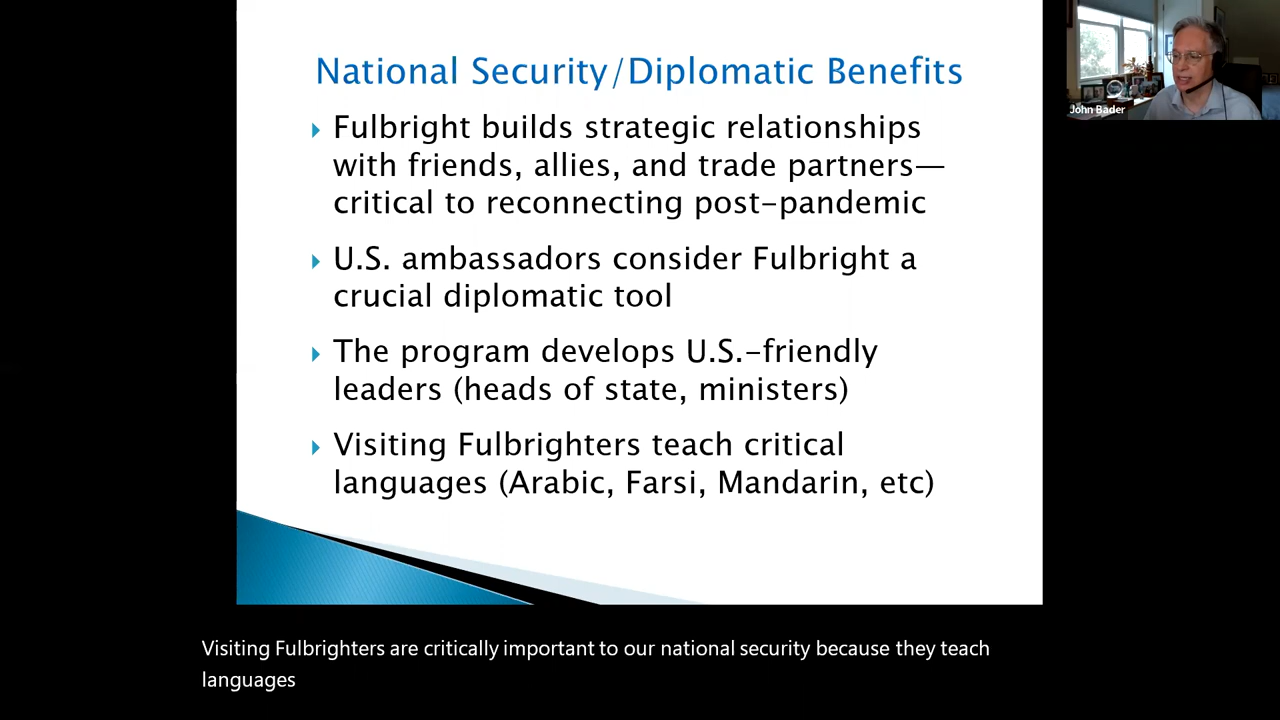 National Security/Diplomatic Benefits
Fulbright builds strategic relationships
with friends, allies, and trade partners—
critical to reconnecting post-pandemic
U.S. ambassadors consider Fulbright a
crucial diplomatic tool
The program develops U.S.-friendly
leaders (heads of state, ministers)
Visiting Fulbrighters teach critical
languages (Arabic, Farsi, Mandarin, etc)
John Bader
Visiting Fulbrighters are critically important to our national security because they teach
languages